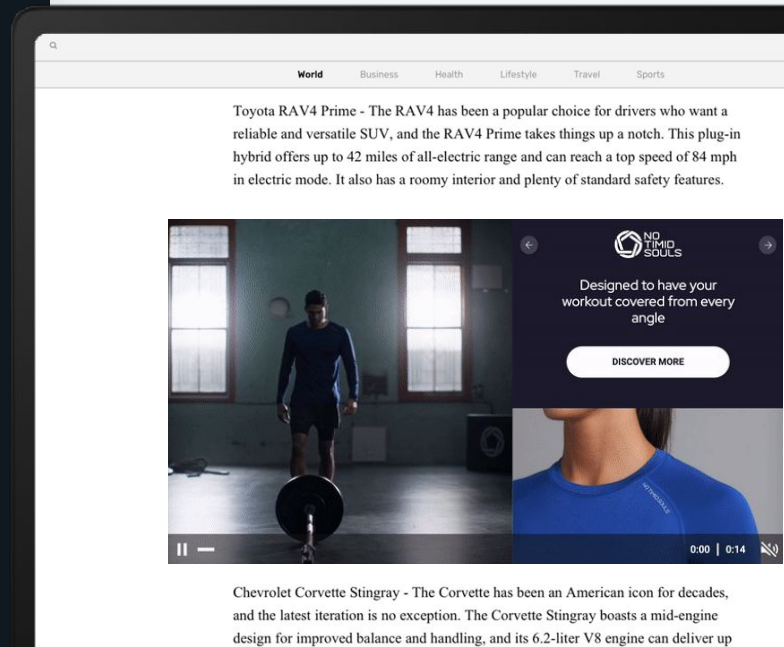 World Business Health Lifestyle Travel Sports
Toyota RAV4 Prime - The RAV4 has been a popular choice for drivers who want a
reliable and versatile SUV, and the RAV4 Prime takes things up a notch. This plug-in
hybrid offers up to 42 miles of all-electric range and can reach a top speed of 84 mph
in electric mode. It also has a roomy interior and plenty of standard safety features.
NO
TIMID
SOULS
Designed to have your
workout covered from every
angle
DISCOVER MORE
NO TIMID SOULS
0:00 | 0:14
Chevrolet Corvette Stingray - The Corvette has been an American icon for decades,
and the latest iteration is no exception. The Corvette Stingray boasts a mid-engine
design for improved balance and handling, and its 6.2-liter V8 engine can deliver up